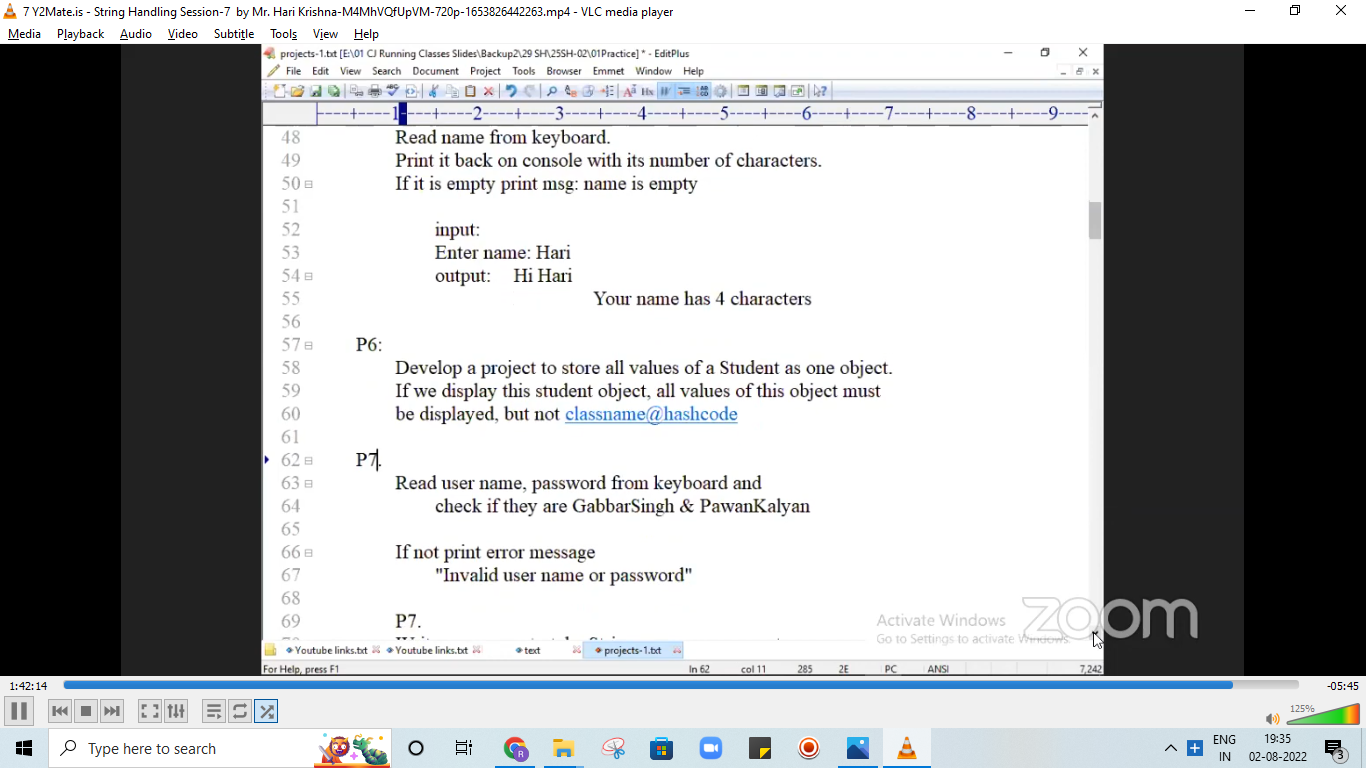 7 Y2Mate.is - String Handling Session-7 by Mr. Hari Krishna-M4MhVQfUpVM-720p-1653826442263.mp4 - VLC media player
Media Playback Audio Video Subtitle Tools View Help
projects-1.txt [E:\01 CJ Running Classes Slides\Backup2\29 SH\25SH-02\01Practice] * - EditPlus
File Edit View Search Document Project Tools Browser Emmet Window Help
----+----1----+----2----+----3----+----4----+----5----+----6----+----7----+----8----+----9----
48 Read name from keyboard.
49 Print it back on console with its number of characters.
50 If it is empty print msg: name is empty
51
52 input:
53 Enter name: Hari
54 output: Hi Hari
55 Your name has 4 characters
56
57 P6:
58 Develop a project to store all values of a Student as one object.
59 If we display this student object, all values of this object must
60 be displayed, but not classname@hashcode
61
62 P7.
63 Read user name, password from keyboard and
64 check if they are GabbarSingh & PawanKalyan
65
66 If not print error message
67 "Invalid user name or password"
68
69 P7.
Activate Windows
Go to Settings to activate Windows.
zoom
Youtube links.txt Youtube links.txt text projects-1.txt
For Help, press F1 ln 62 col 11 285 2E PC ANSI 7,242
1:42:14 -05:45
125%
Type here to search
ENG
IN
19:35
02-08-2022
3